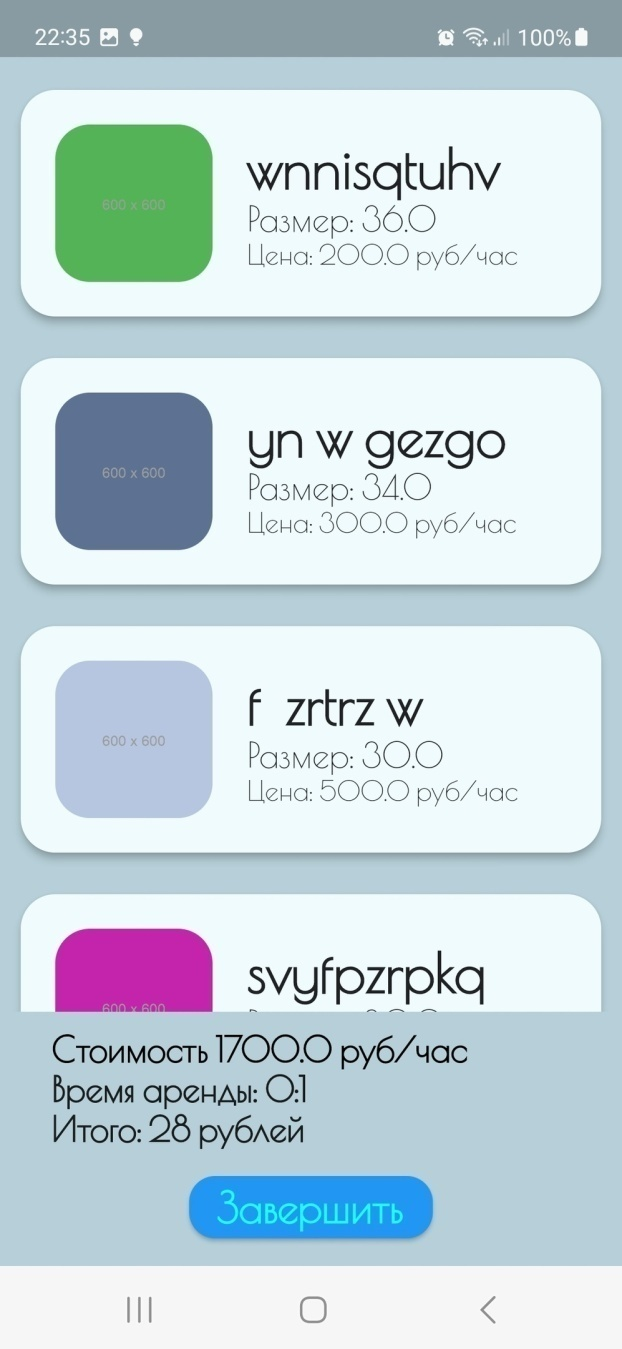 22:35
100%
600 x 600
wnnisqtuhv
Размер: 36.0
Цена: 200.0 руб/час
600 x 600
yn w gezgo
Размер: 34.0
Цена: 300.0 руб/час
600 x 600
f  zrtrz w
Размер: 30.0
Цена: 500.0 руб/час
600 x 600
svyfpzrpkq
Стоимость 1700.0 руб/час
Время аренды: 0:1
Итого: 28 рублей
Завершить